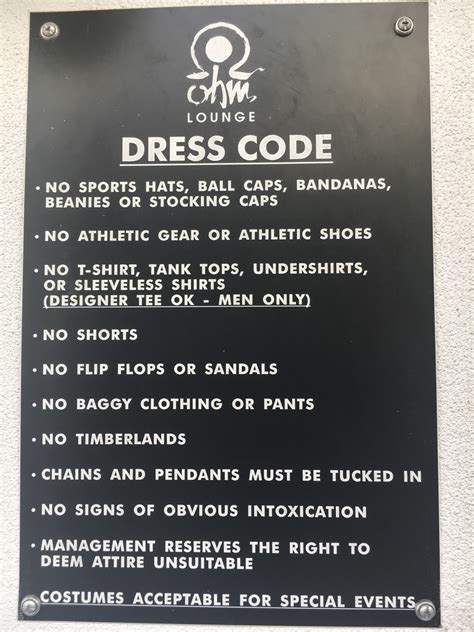 ohm
LOUNGE
DRESS CODE
• NO SPORTS HATS, BALL CAPS, BANDANAS,
BEANIES OR STOCKING CAPS
• NO ATHLETIC GEAR OR ATHLETIC SHOES
• NO T-SHIRT, TANK TOPS, UNDERSHIRTS,
OR SLEEVELESS SHIRTS
(DESIGNER TEE OK - MEN ONLY)
• NO SHORTS
• NO FLIP FLOPS OR SANDALS
• NO BAGGY CLOTHING OR PANTS
• NO TIMBERLANDS
• CHAINS AND PENDANTS MUST BE TUCKED IN
• NO SIGNS OF OBVIOUS INTOXICATION
• MANAGEMENT RESERVES THE RIGHT TO
DEEM ATTIRE UNSUITABLE
COSTUMES ACCEPTABLE FOR SPECIAL EVENTS